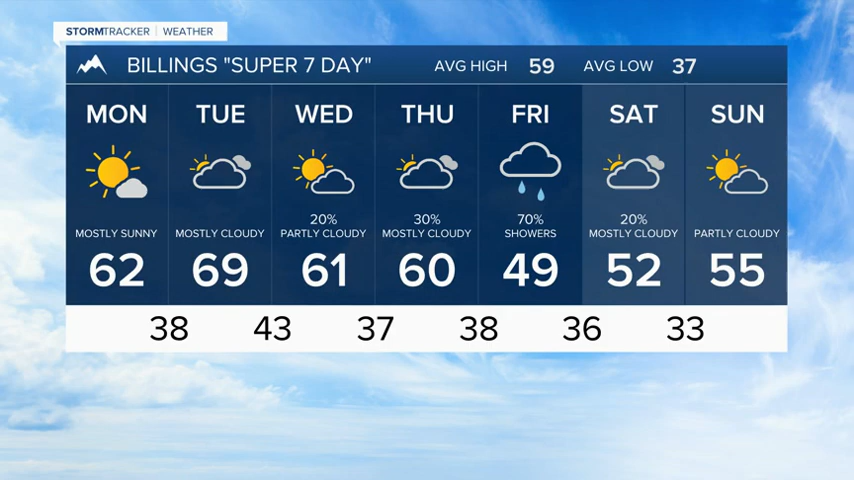 STORMTRACKER | WEATHER
BILLINGS "SUPER 7 DAY" AVG HIGH 59 AVG LOW 37
MON TUE WED THU FRI SAT SUN
20% 30% 70% 20%
MOSTLY SUNNY MOSTLY CLOUDY PARTLY CLOUDY MOSTLY CLOUDY SHOWERS MOSTLY CLOUDY PARTLY CLOUDY
62 69 61 60 49 52 55
38 43 37 38 36 33